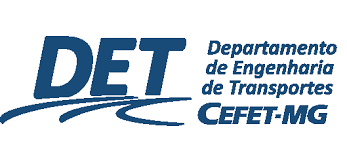 DET
Departamento
de Engenharia
de Transportes
CEFET-MG